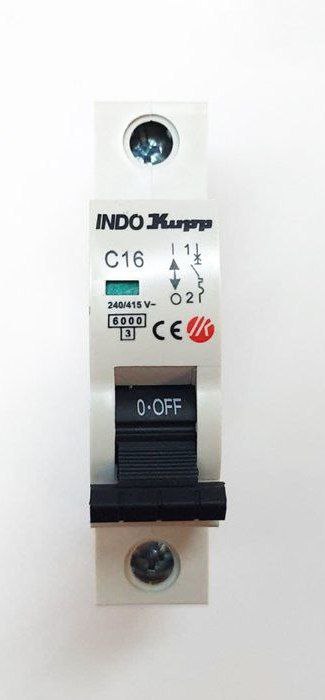 INDO Kupp
C16
1
2
240/415 V~
6000
3
CE
0·OFF